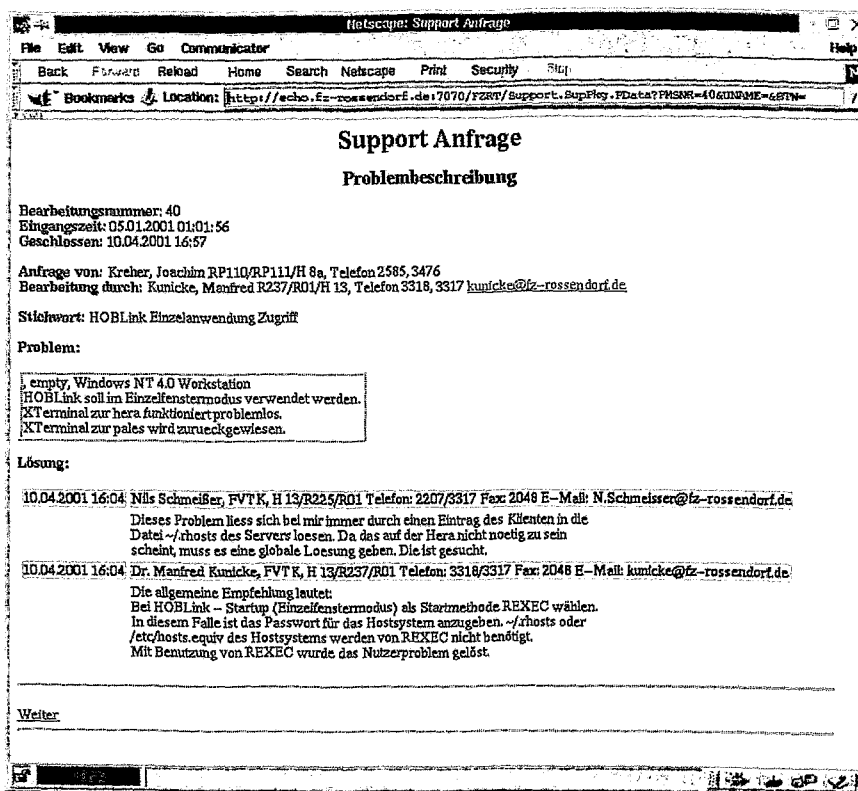 Netscape: Support Anfrage
File Edit View Go Communicator Help
Back Forward Reload Home Search Netscape Print Security Stop
Bookmarks Location: http://echo.fz-rossendorf.de:7070/FZRT/Support.SupPkg.PData?PMSNR=40&UNAME=&BTN=
Support Anfrage
Problembeschreibung
Bearbeitungsnummer: 40
Eingangszeit: 05.01.2001 01:01:56
Geschlossen: 10.04.2001 16:57
Anfrage von: Kreher, Joachim RP110/RP111/H 8a, Telefon 2585, 3476
Bearbeitung durch: Kunicke, Manfred R237/R01/H 13, Telefon 3318, 3317 kunicke@fz-rossendorf.de
Stichwort: HOBLink Einzelanwendung Zugriff
Problem:
, empty, Windows NT 4.0 Workstation
HOBLink soll im Einzelfenstermodus verwendet werden.
XTerminal zur hera funktioniert problemlos.
XTerminal zur pales wird zurueckgewiesen.
Lösung:
10.04.2001 16:04 Nils Schmeißer, FVTK, H 13/R225/R01 Telefon: 2207/3317 Fax: 2048 E-Mail: N.Schmeisser@fz-rossendorf.de
Dieses Problem liess sich bei mir immer durch einen Eintrag des Klienten in die
Datei ~/.rhosts des Servers loesen. Da das auf der Hera nicht noetig zu sein
scheint, muss es eine globale Loesung geben. Die ist gesucht.
10.04.2001 16:04 Dr. Manfred Kunicke, FVTK, H 13/R237/R01 Telefon: 3318/3317 Fax: 2048 E-Mail: kunicke@fz-rossendorf.de
Die allgemeine Empfehlung lautet:
Bei HOBLink - Startup (Einzelfenstermodus) als Startmethode REXEC wählen.
In diesem Falle ist das Passwort für das Hostsystem anzugeben. ~/.rhosts oder
/etc/hosts.equiv des Hostsystems werden von REXEC nicht benötigt.
Mit Benutzung von REXEC wurde das Nutzerproblem gelöst.
Weiter